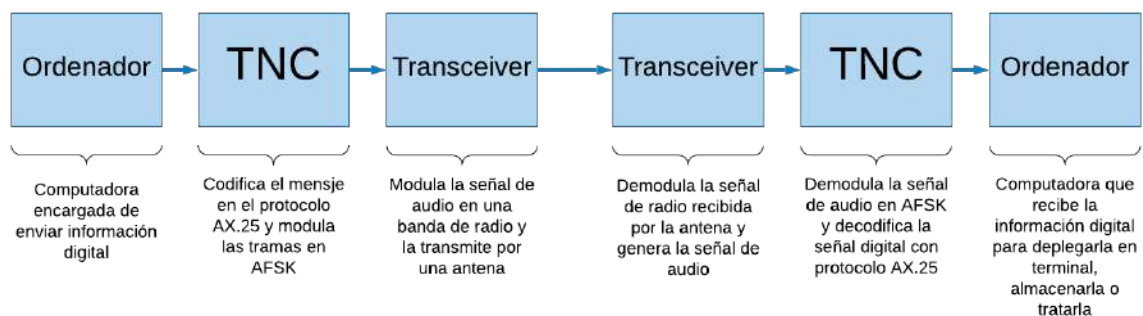 Ordenador
TNC
Transceiver
Transceiver
TNC
Ordenador
Computadora
encargada de
enviar información
digital
Codifica el mensje
en el protocolo
AX.25 y modula
las tramas en
AFSK
Modula la señal de
audio en una
banda de radio y
la transmite por
una antena
Demodula la señal
de radio recibida
por la antena y
genera la señal de
audio
Demodula la señal
de audio en AFSK
y decodifica la
señal digital con
protocolo AX.25
Computadora que
recibe la
información digital
para deplegarla en
terminal,
almacenarla o
tratarla